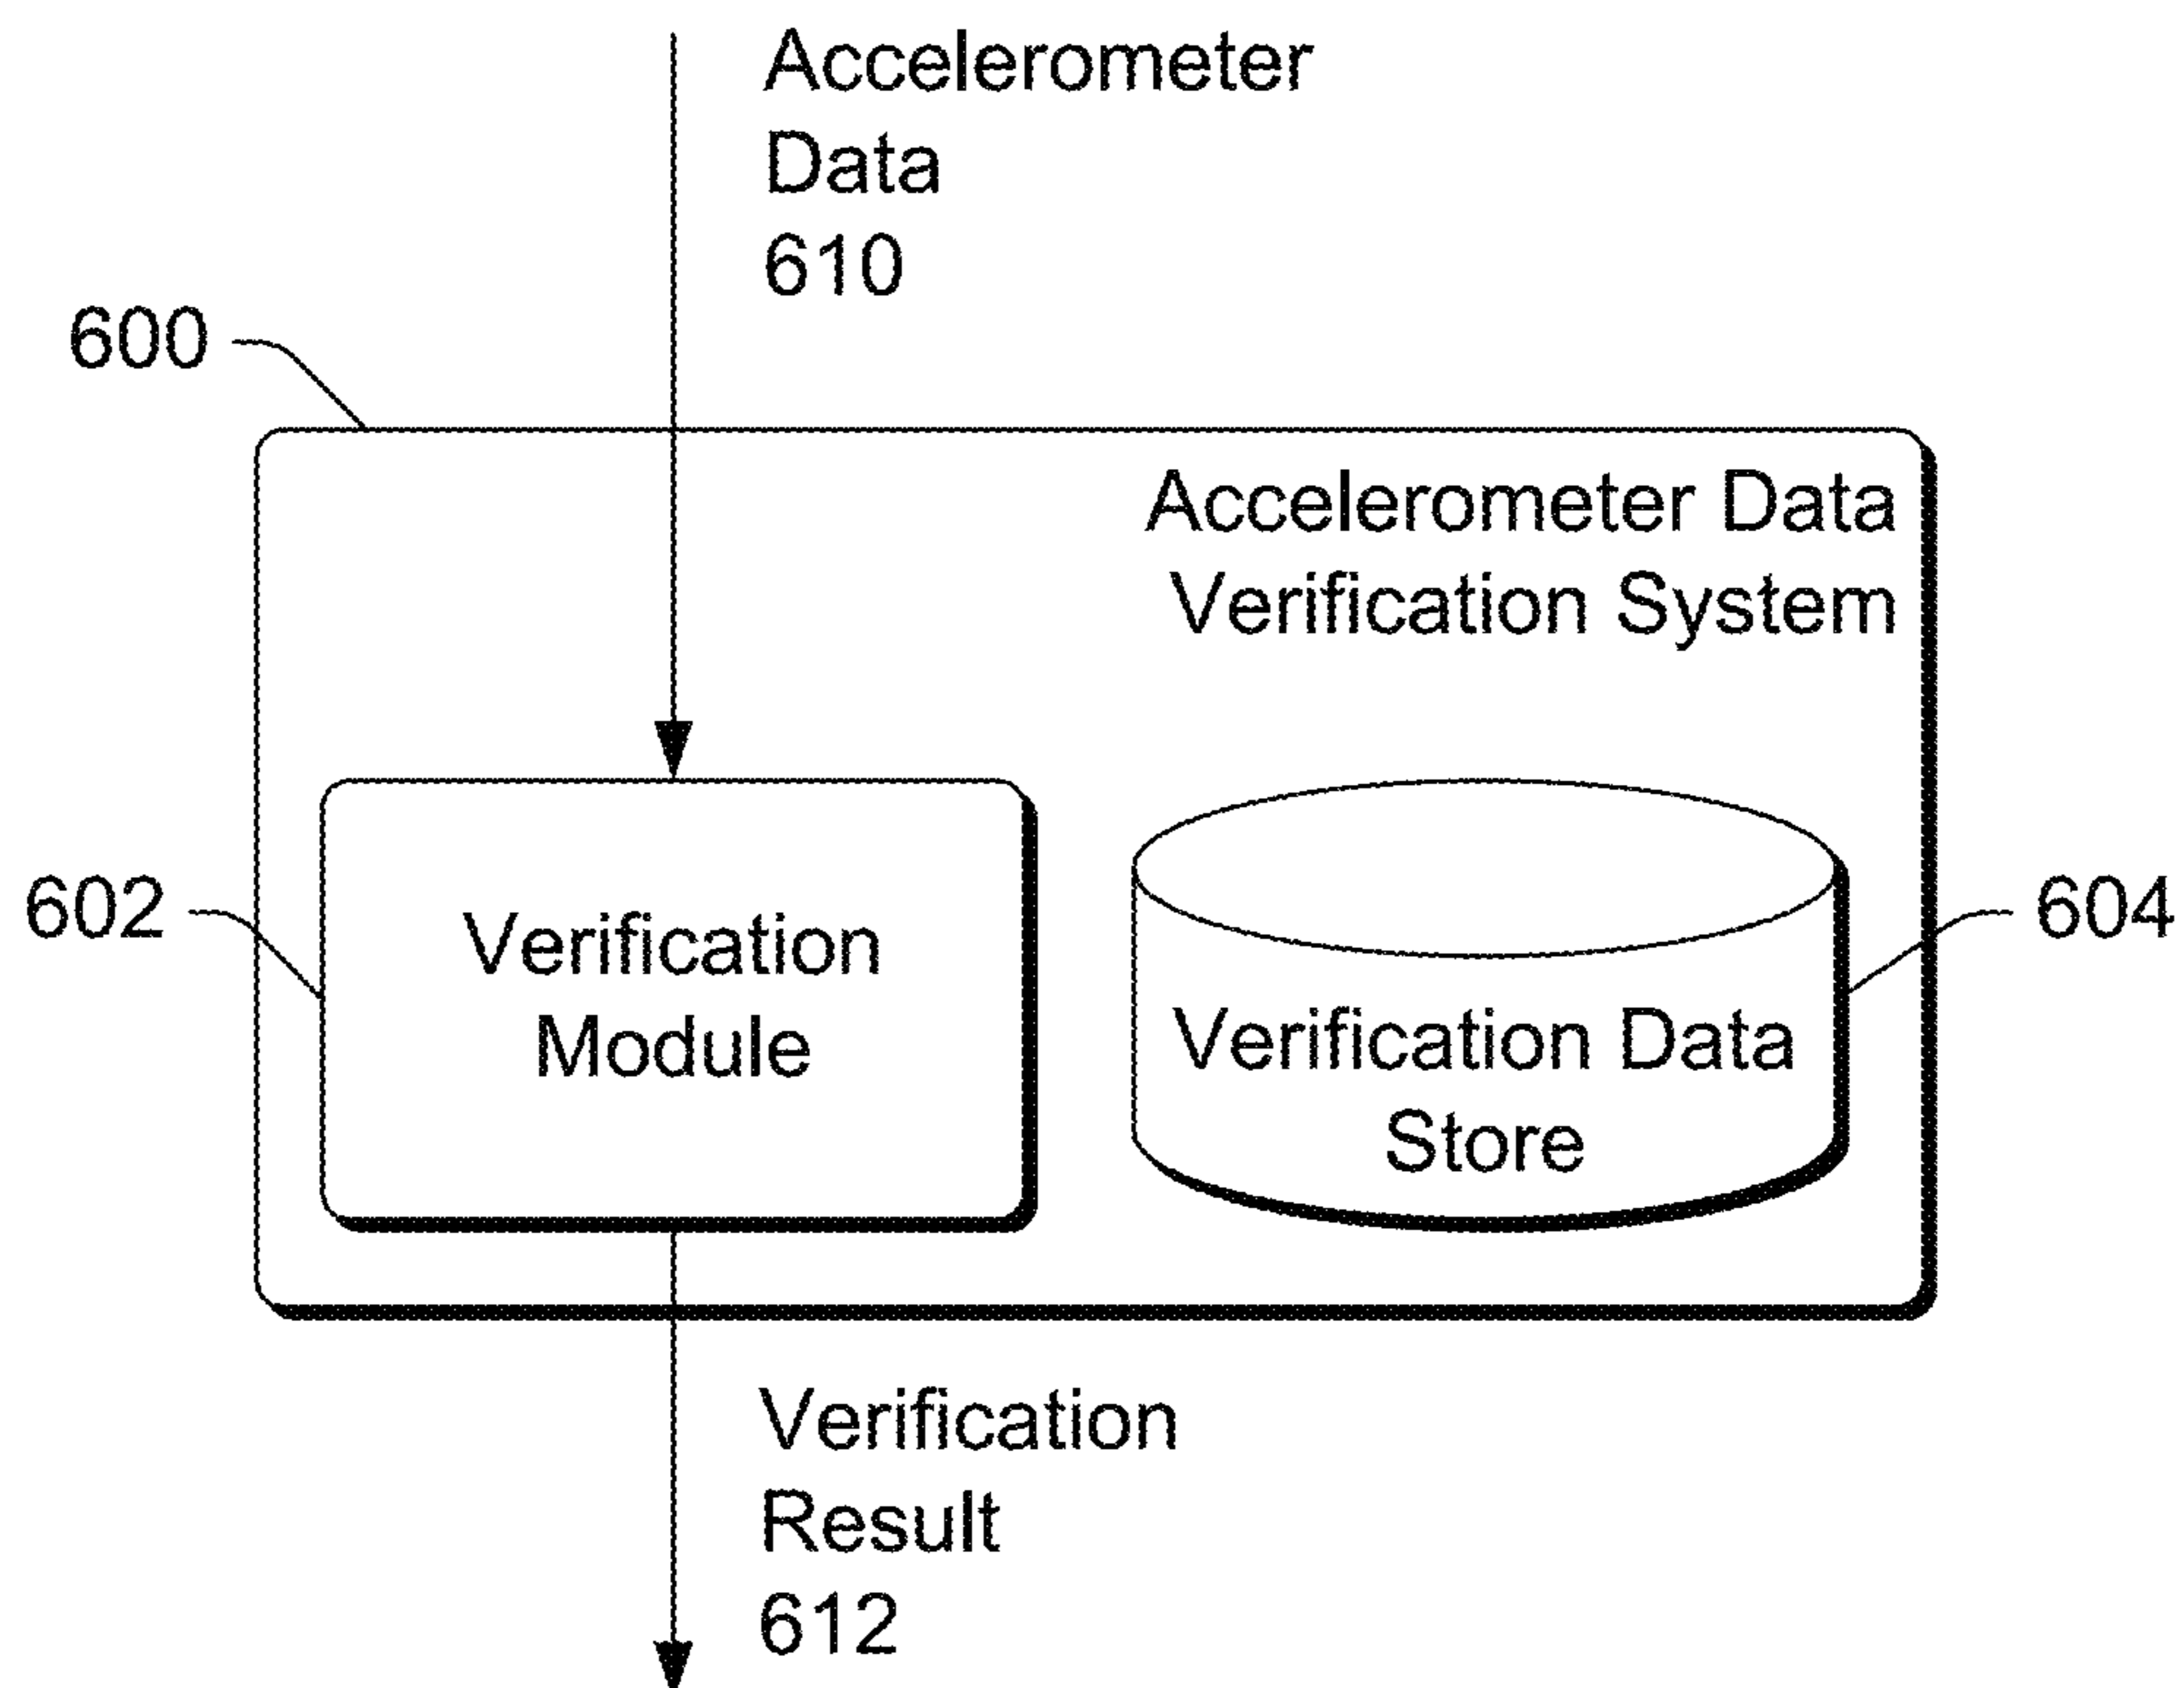 Accelerometer
Data
610
600
Accelerometer Data
Verification System
602
Verification
Module
Verification Data
Store
604
Verification
Result
612